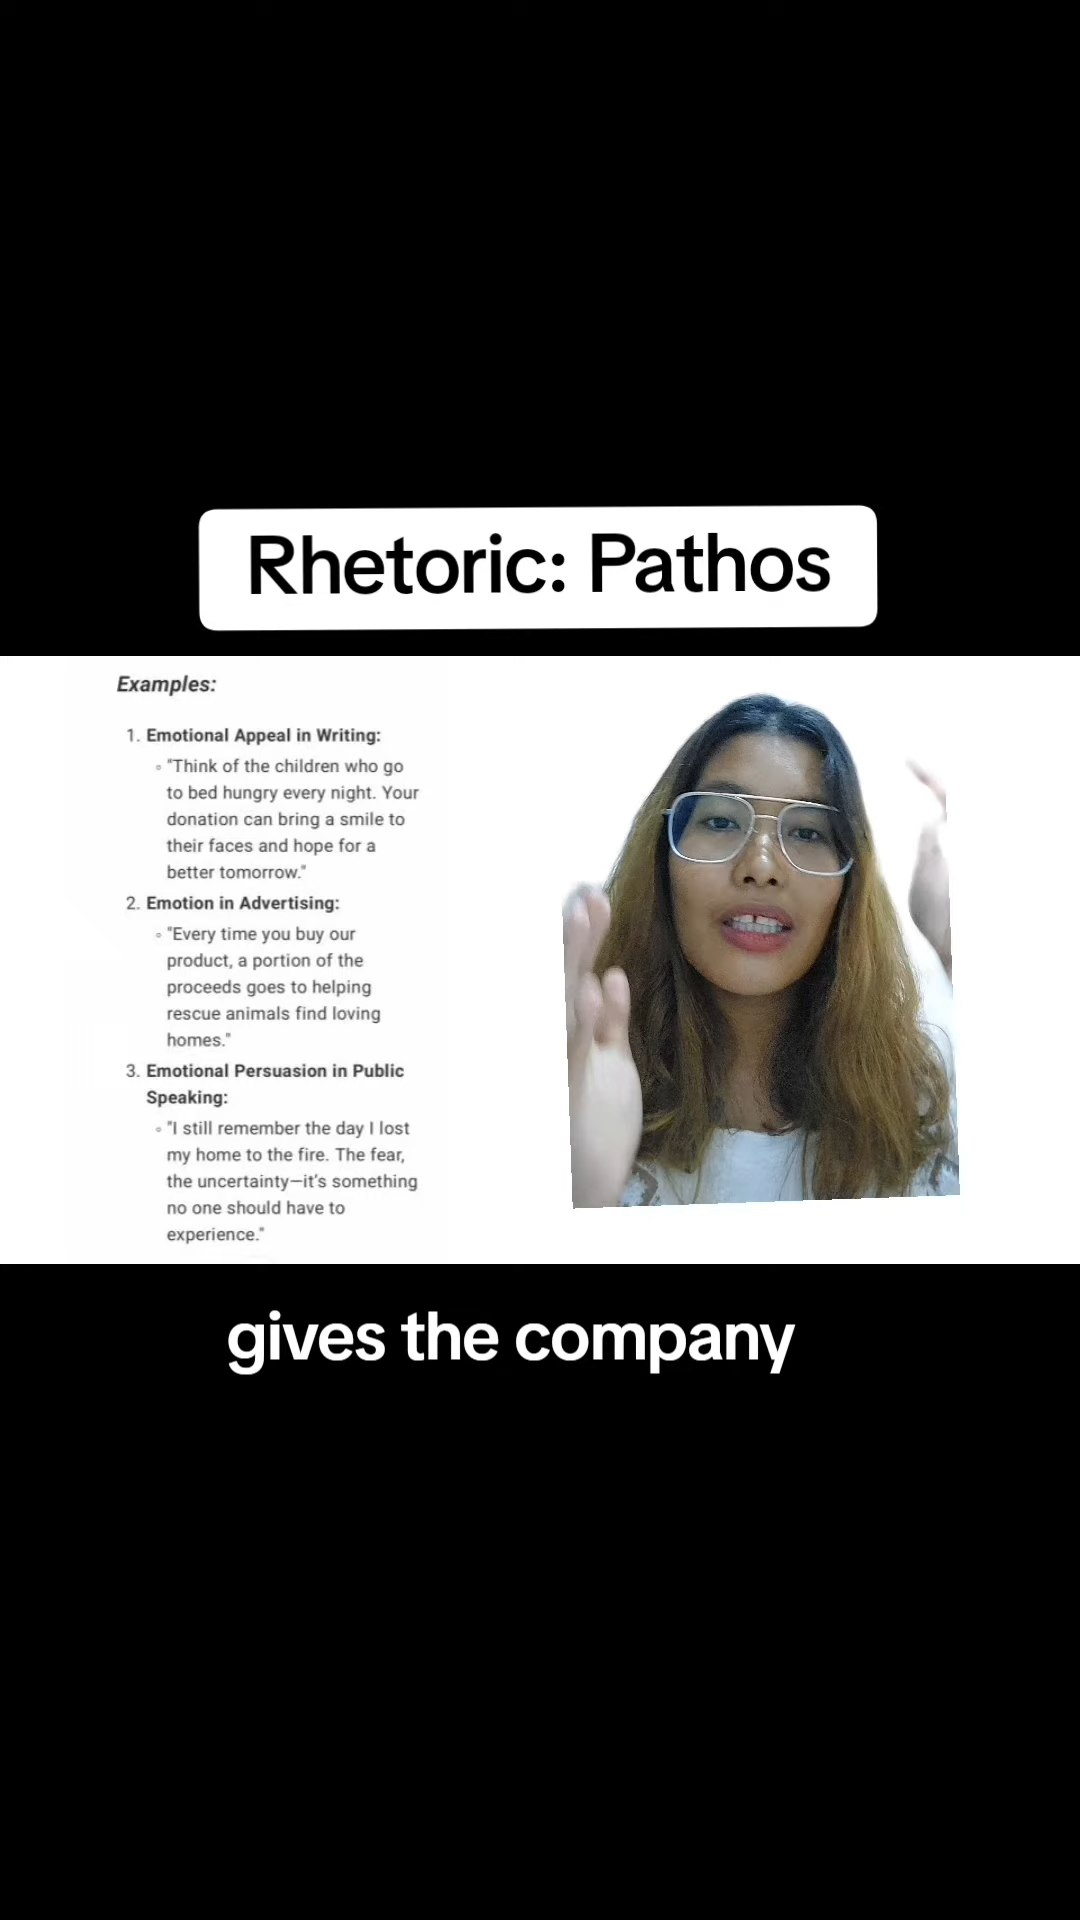 Rhetoric: Pathos
Examples:
1. Emotional Appeal in Writing:
◦ "Think of the children who go
to bed hungry every night. Your
donation can bring a smile to
their faces and hope for a
better tomorrow."
2. Emotion in Advertising:
◦ "Every time you buy our
product, a portion of the
proceeds goes to helping
rescue animals find loving
homes."
3. Emotional Persuasion in Public
Speaking:
◦ "I still remember the day I lost
my home to the fire. The fear,
the uncertainty—it's something
no one should have to
experience."
gives the company